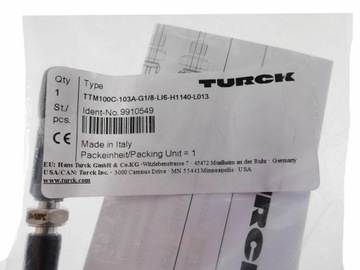 Qty
1
St./
pcs.
CE
Type
TTM100C-103A-G1/8-LI6-H1140-L013
Ident-No. 9910549
TURCK
Made in Italy
Packeinheit/Packing Unit = 1
EU: Hans Turck GmbH & Co.KG ·Witzlebenstrasse 7 · 45472 Muelheim an der Ruhr · Germany
USA/CAN: Turck Inc. · 3000 Campus Drive · MN 55441 Minneapolis · USA
www.turck.com